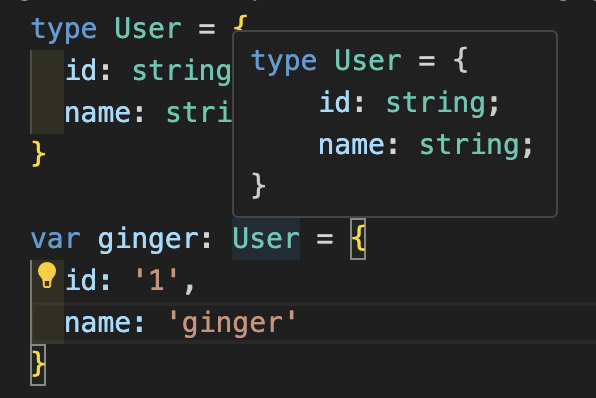 type User = {
id: string
name: stri
}
type User = {
id: string;
name: string;
}
var ginger: User = {
id: '1',
name: 'ginger'
}